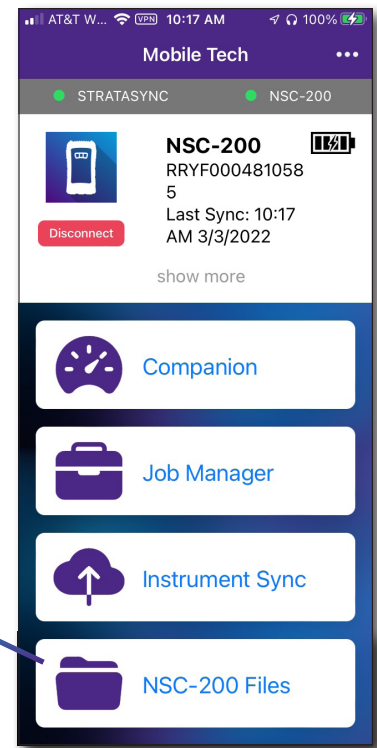 AT&T W... VPN 10:17 AM 100%
Mobile Tech
STRATASYNC NSC-200
NSC-200
RRYF000481058
5
Last Sync: 10:17
AM 3/3/2022
Disconnect
show more
Companion
Job Manager
Instrument Sync
NSC-200 Files